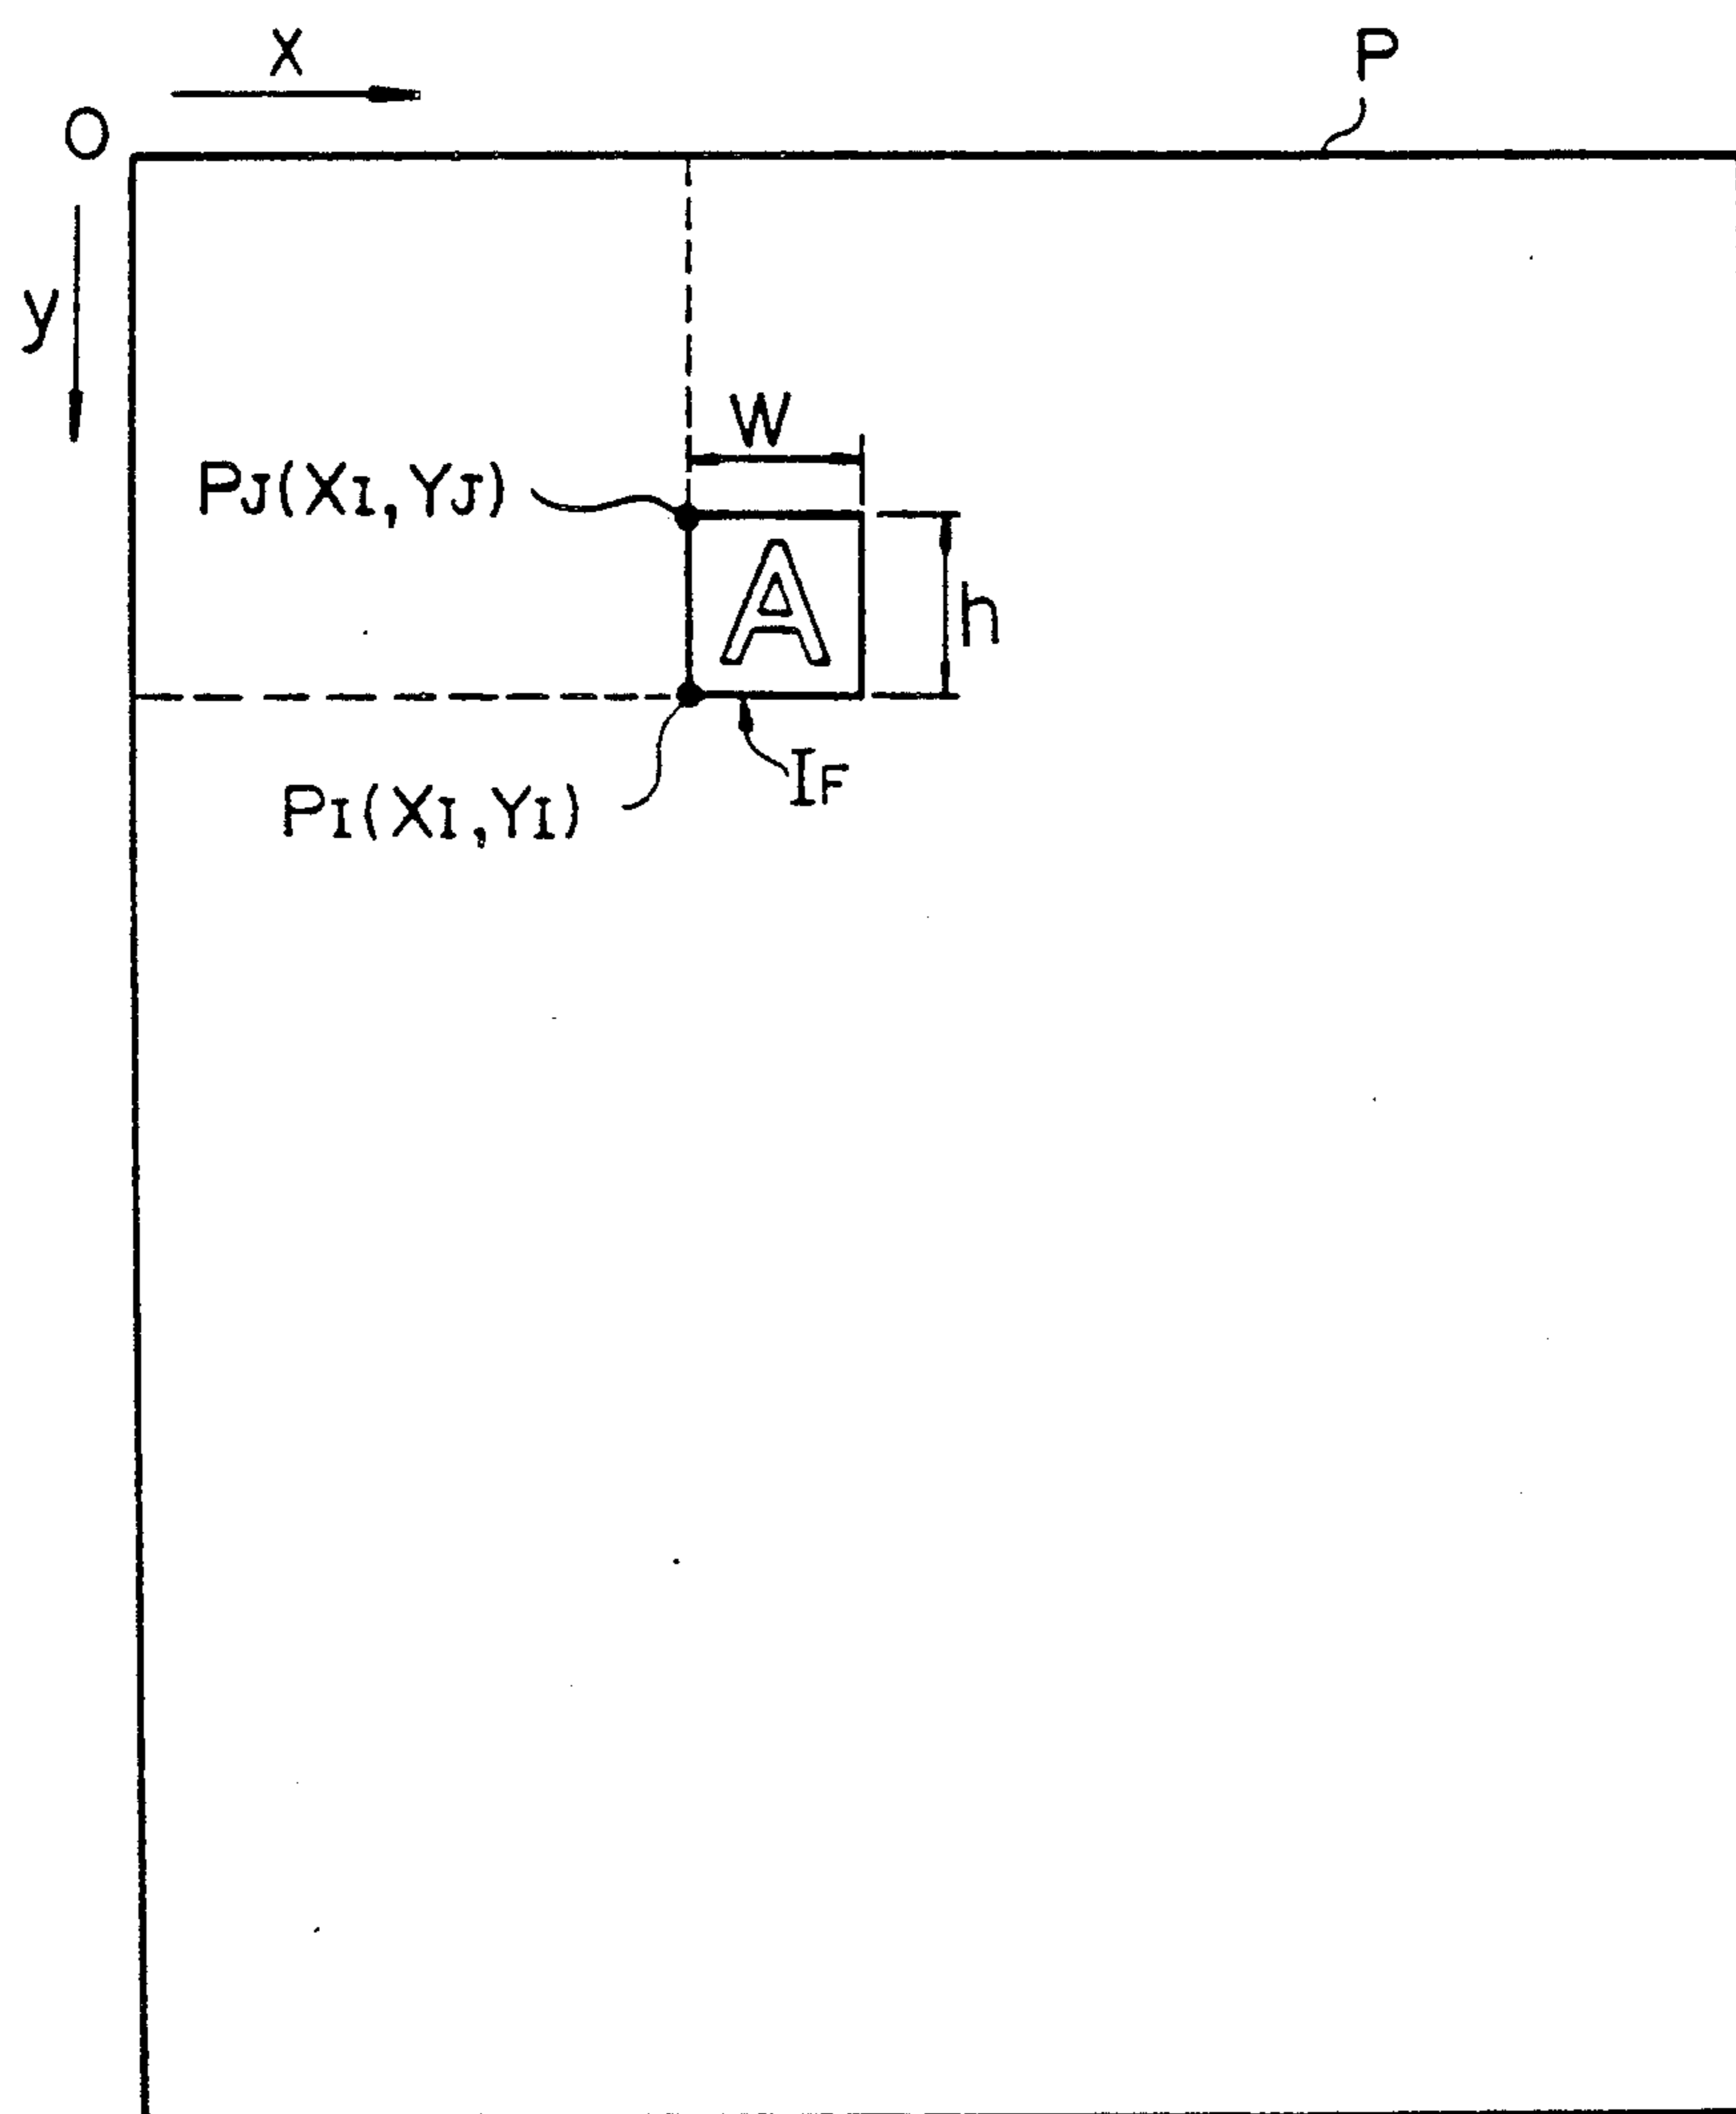 X
P
O
y
W
PJ(XI,YJ)
A
h
IF
PI(XI,YI)